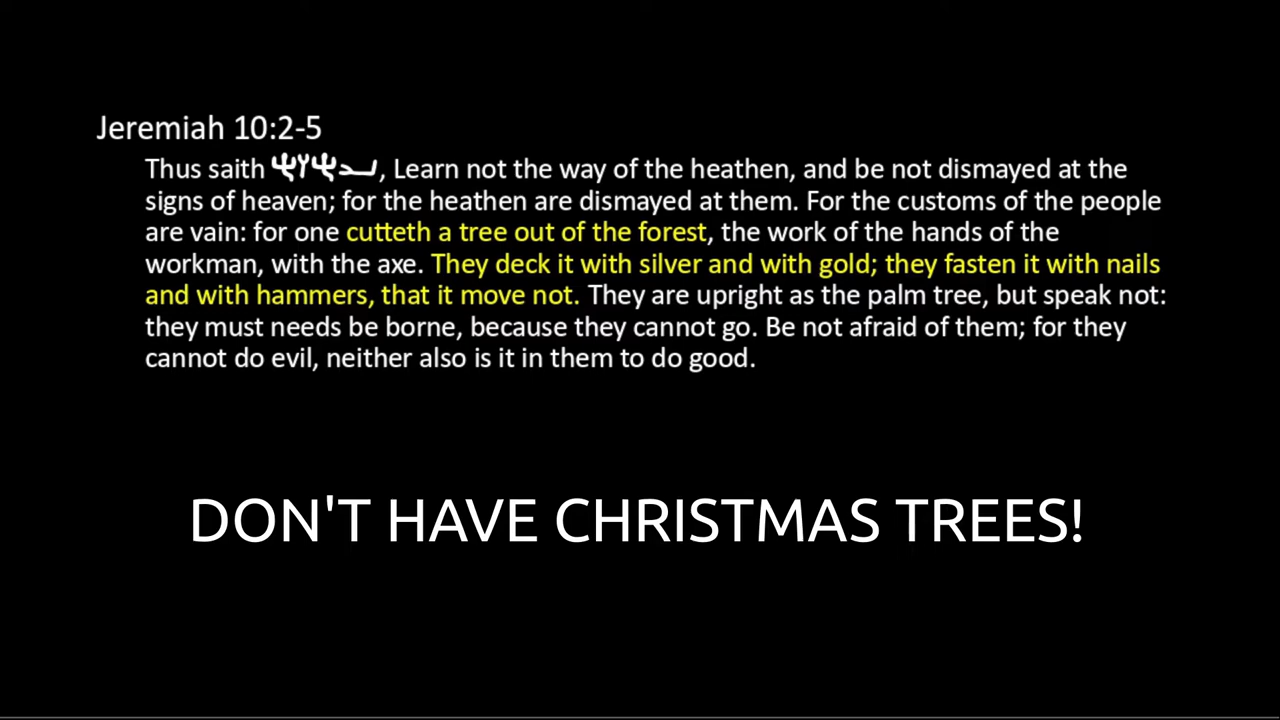 Jeremiah 10:2-5
Thus saith 𐤉𐤄𐤅𐤄, Learn not the way of the heathen, and be not dismayed at the
signs of heaven; for the heathen are dismayed at them. For the customs of the people
are vain: for one cutteth a tree out of the forest, the work of the hands of the
workman, with the axe. They deck it with silver and with gold; they fasten it with nails
and with hammers, that it move not. They are upright as the palm tree, but speak not:
they must needs be borne, because they cannot go. Be not afraid of them; for they
cannot do evil, neither also is it in them to do good.
DON'T HAVE CHRISTMAS TREES!